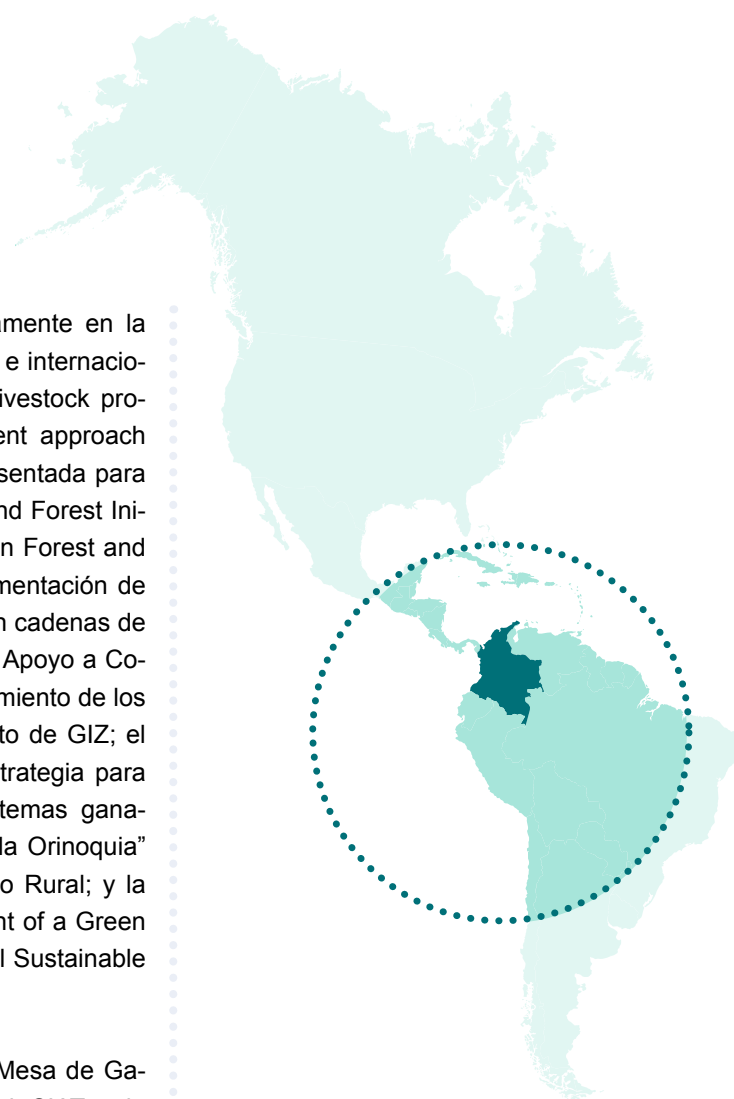 amente en la
e internacio-
ivestock pro-
ent approach
sentada para
nd Forest Ini-
n Forest and
mentación de
n cadenas de
Apoyo a Co-
miento de los
to de GIZ; el
trategia para
temas gana-
la Orinoquia”
o Rural; y la
nt of a Green
l Sustainable
Mesa de Ga-